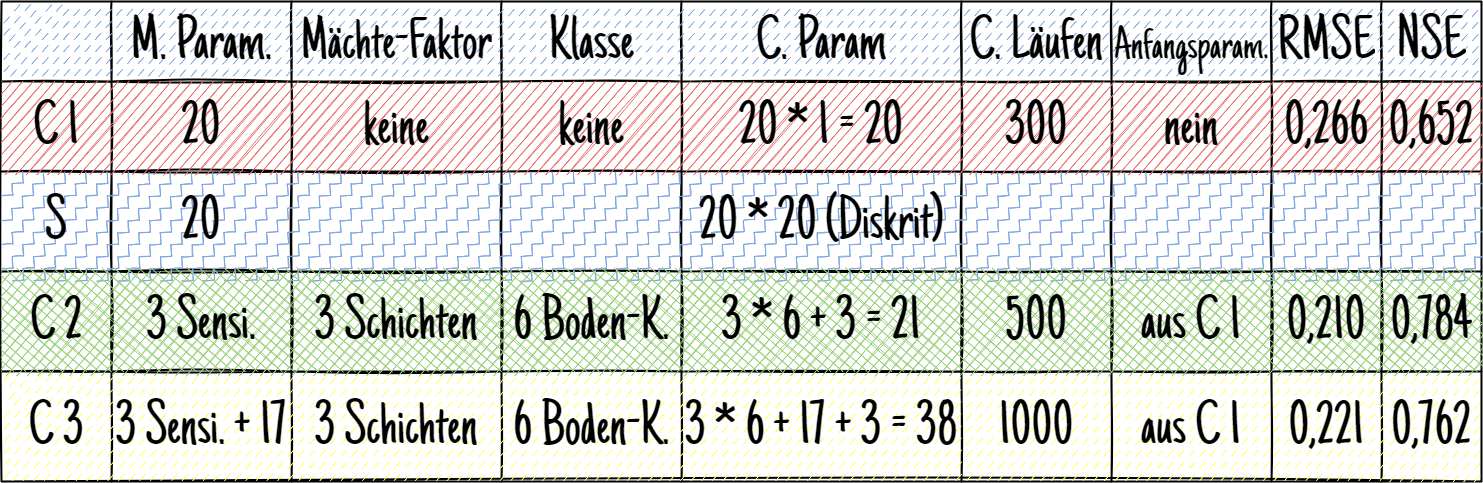 M. Param. Mächte-Faktor Klasse C. Param C. Läufen Anfangsparam. RMSE NSE
C 1 20 keine keine 20 * 1 = 20 300 nein 0,266 0,652
S 20 20 * 20 (Diskrit)
C 2 3 Sensi. 3 Schichten 6 Boden-K. 3 * 6 + 3 = 21 500 aus C 1 0,210 0,784
C 3 3 Sensi. + 17 3 Schichten 6 Boden-K. 3 * 6 + 17 + 3 = 38 1000 aus C 1 0,221 0,762